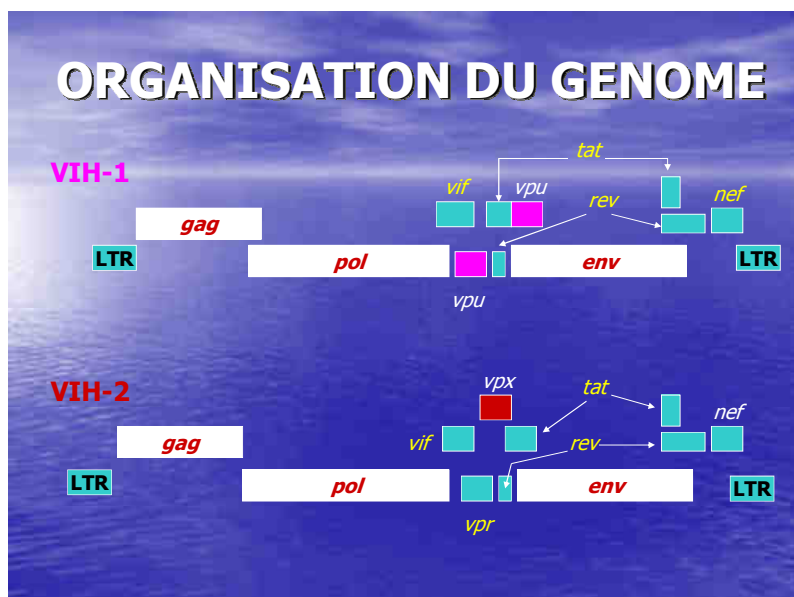 ORGANISATION DU GENOME
tat
VIH-1
vif
vpu
rev
nef
gag
LTR
pol
env
LTR
vpu
VIH-2
vpx
tat
nef
gag
vif
rev
LTR
pol
env
LTR
vpr